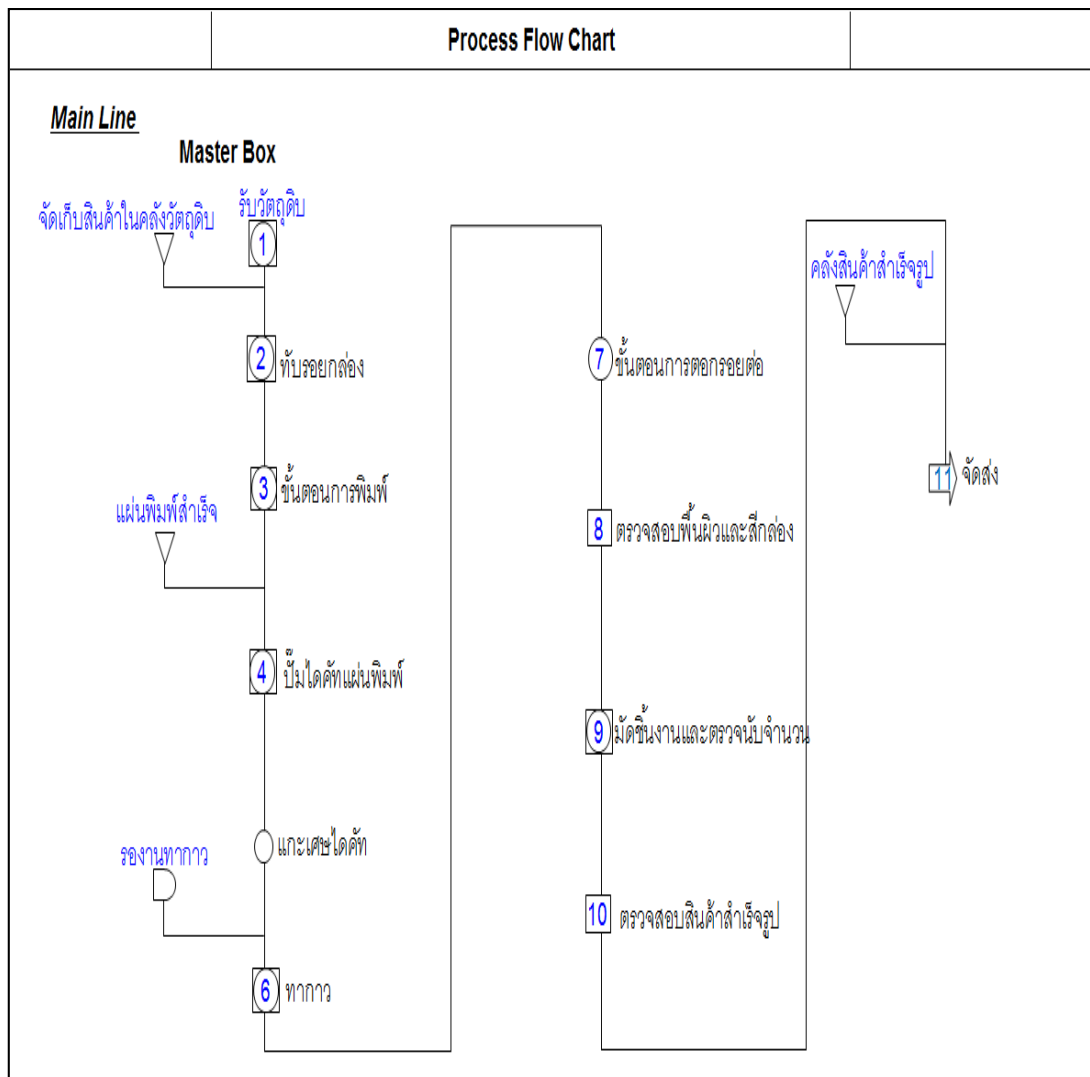 Process Flow Chart
Main Line
Master Box
จัดเก็บสินค้าในคลังวัตถุดิบ
รับวัตถุดิบ
1
2 ทับรอยกล่อง
3 ขั้นตอนการพิมพ์
แผ่นพิมพ์สำเร็จ
4 ปั๊มไดคัทแผ่นพิมพ์
แกะเศษไดคัท
รองานทากาว
6 ทากาว
7 ขั้นตอนการตอกรอยต่อ
8 ตรวจสอบพื้นผิวและสีกล่อง
9 มัดชิ้นงานและตรวจนับจำนวน
10 ตรวจสอบสินค้าสำเร็จรูป
คลังสินค้าสำเร็จรูป
11 จัดส่ง